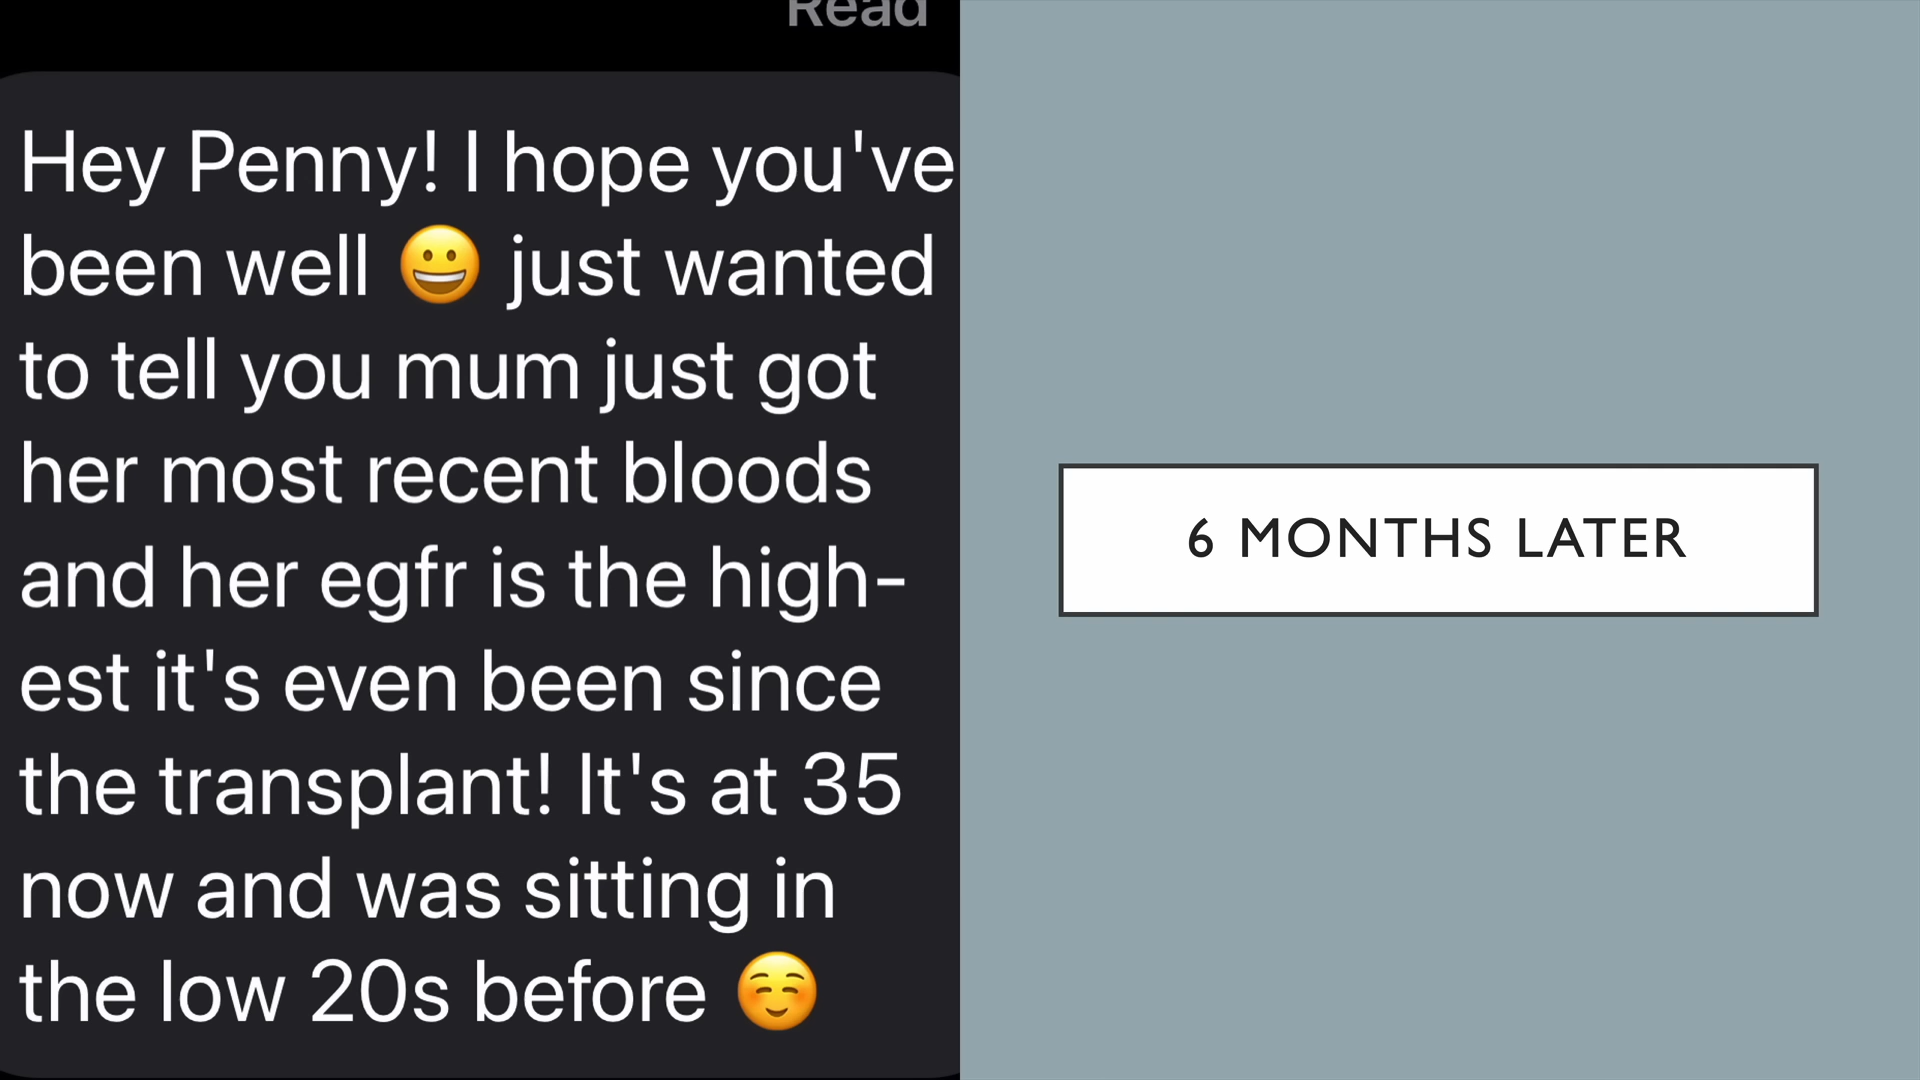 Read
Hey Penny! I hope you've
been well 😀 just wanted
to tell you mum just got
her most recent bloods
and her egfr is the high-
est it's even been since
the transplant! It's at 35
now and was sitting in
the low 20s before ☺️
6 MONTHS LATER